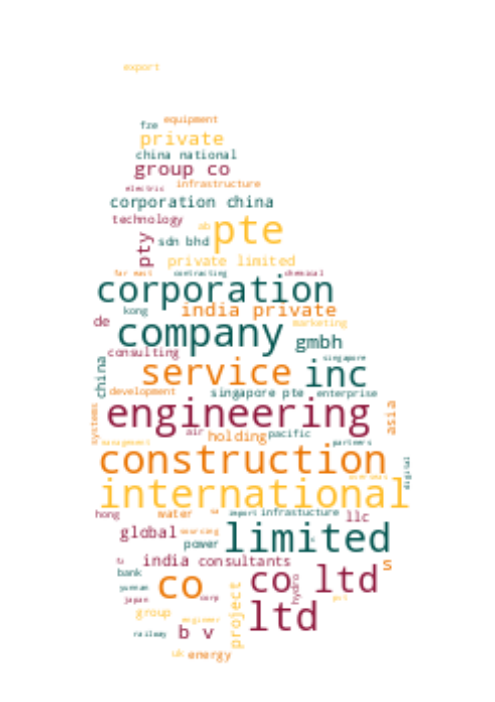 export
fze equipment
private
china national
group co
electric infrastructure
corporation china
technology ab
pte
pty sdn bhd
private limited
far east contracting chemical
corporation
kong india private
de marketing
company gmbh
consulting singapore
china service inc
development singapore pte enterprise
engineering
asia
systems air holding pacific
management partners
construction
digital
international
hong water import infrastucture llc
global sourcing limited
power
india consultants s
bank co co ltd
hydro
yunnan
japan corp
group project ltd
engineer
railway b v
uk energy